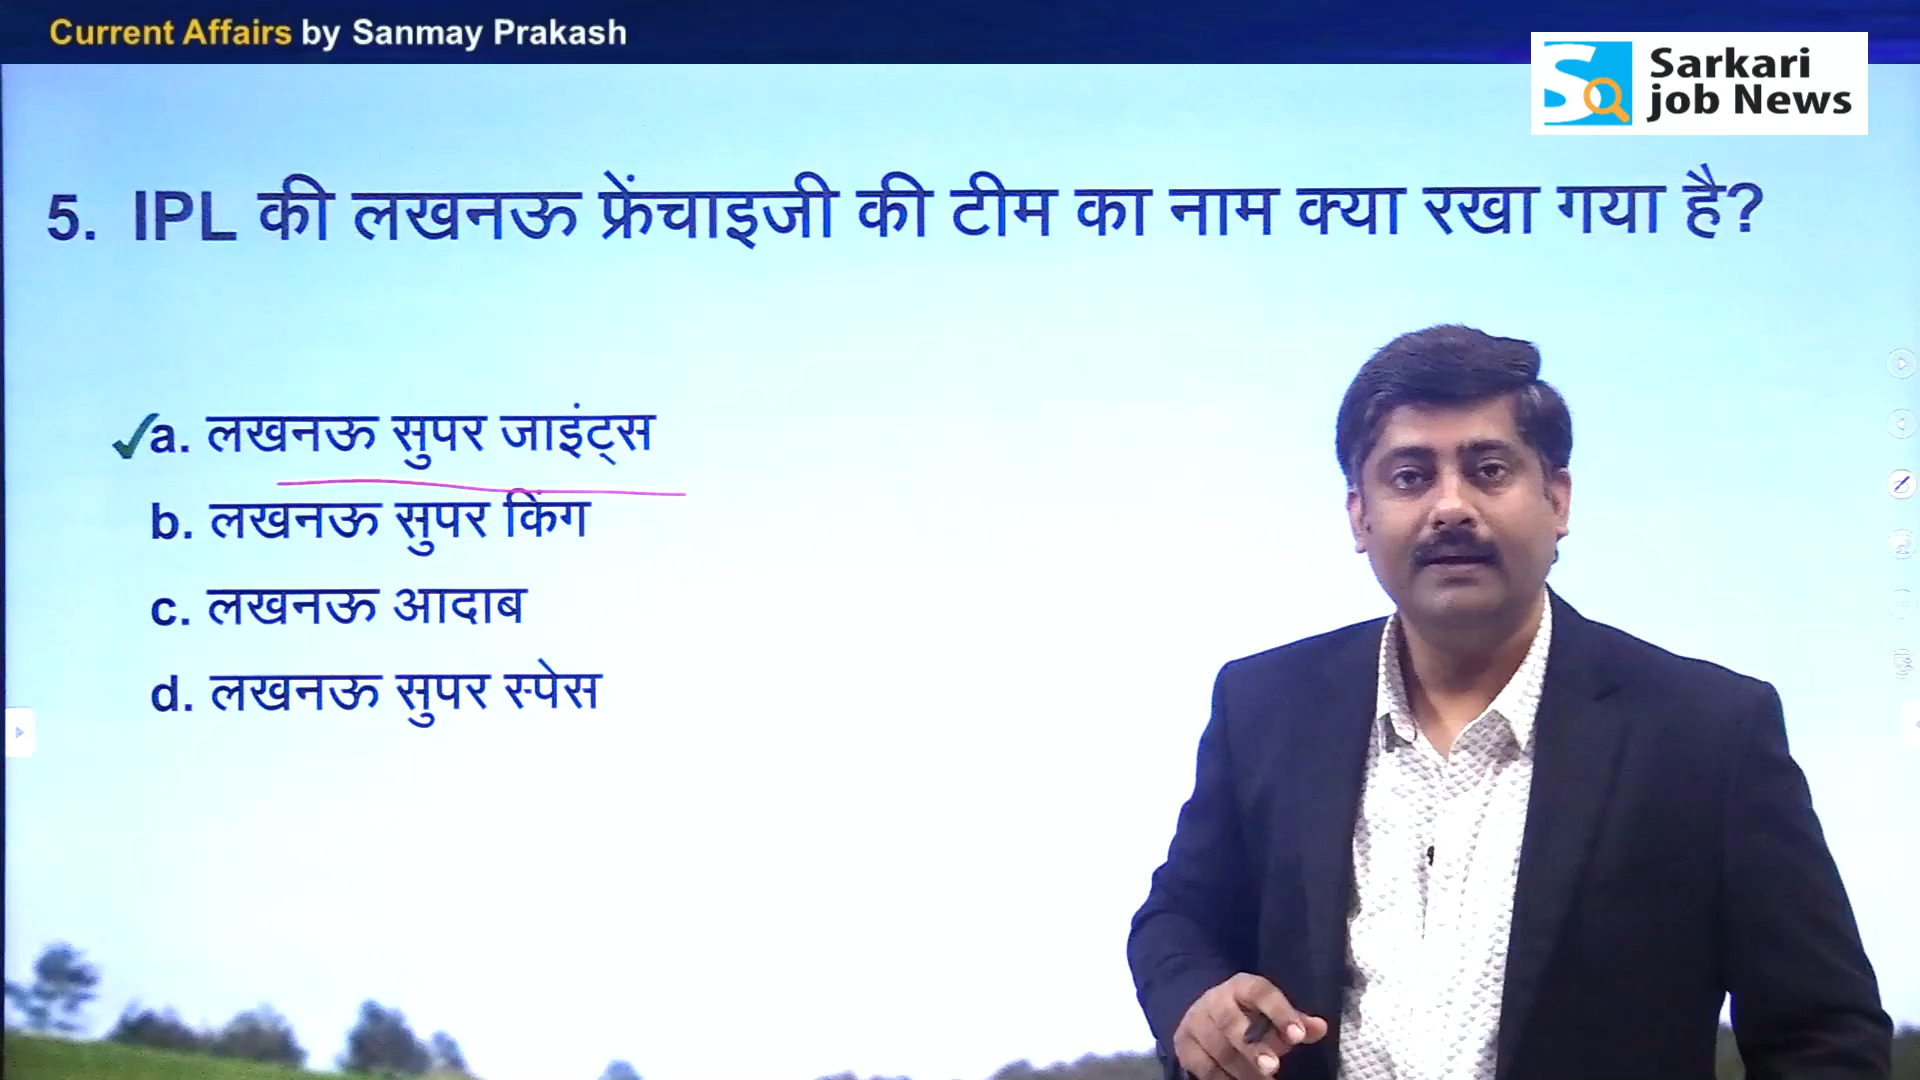 Current Affairs by Sanmay Prakash
Sarkari
job News
5. IPL की लखनऊ फ्रेंचाइजी की टीम का नाम क्या रखा गया है?
a. लखनऊ सुपर जाइंट्स
b. लखनऊ सुपर किंग
c. लखनऊ आदाब
d. लखनऊ सुपर स्पेस